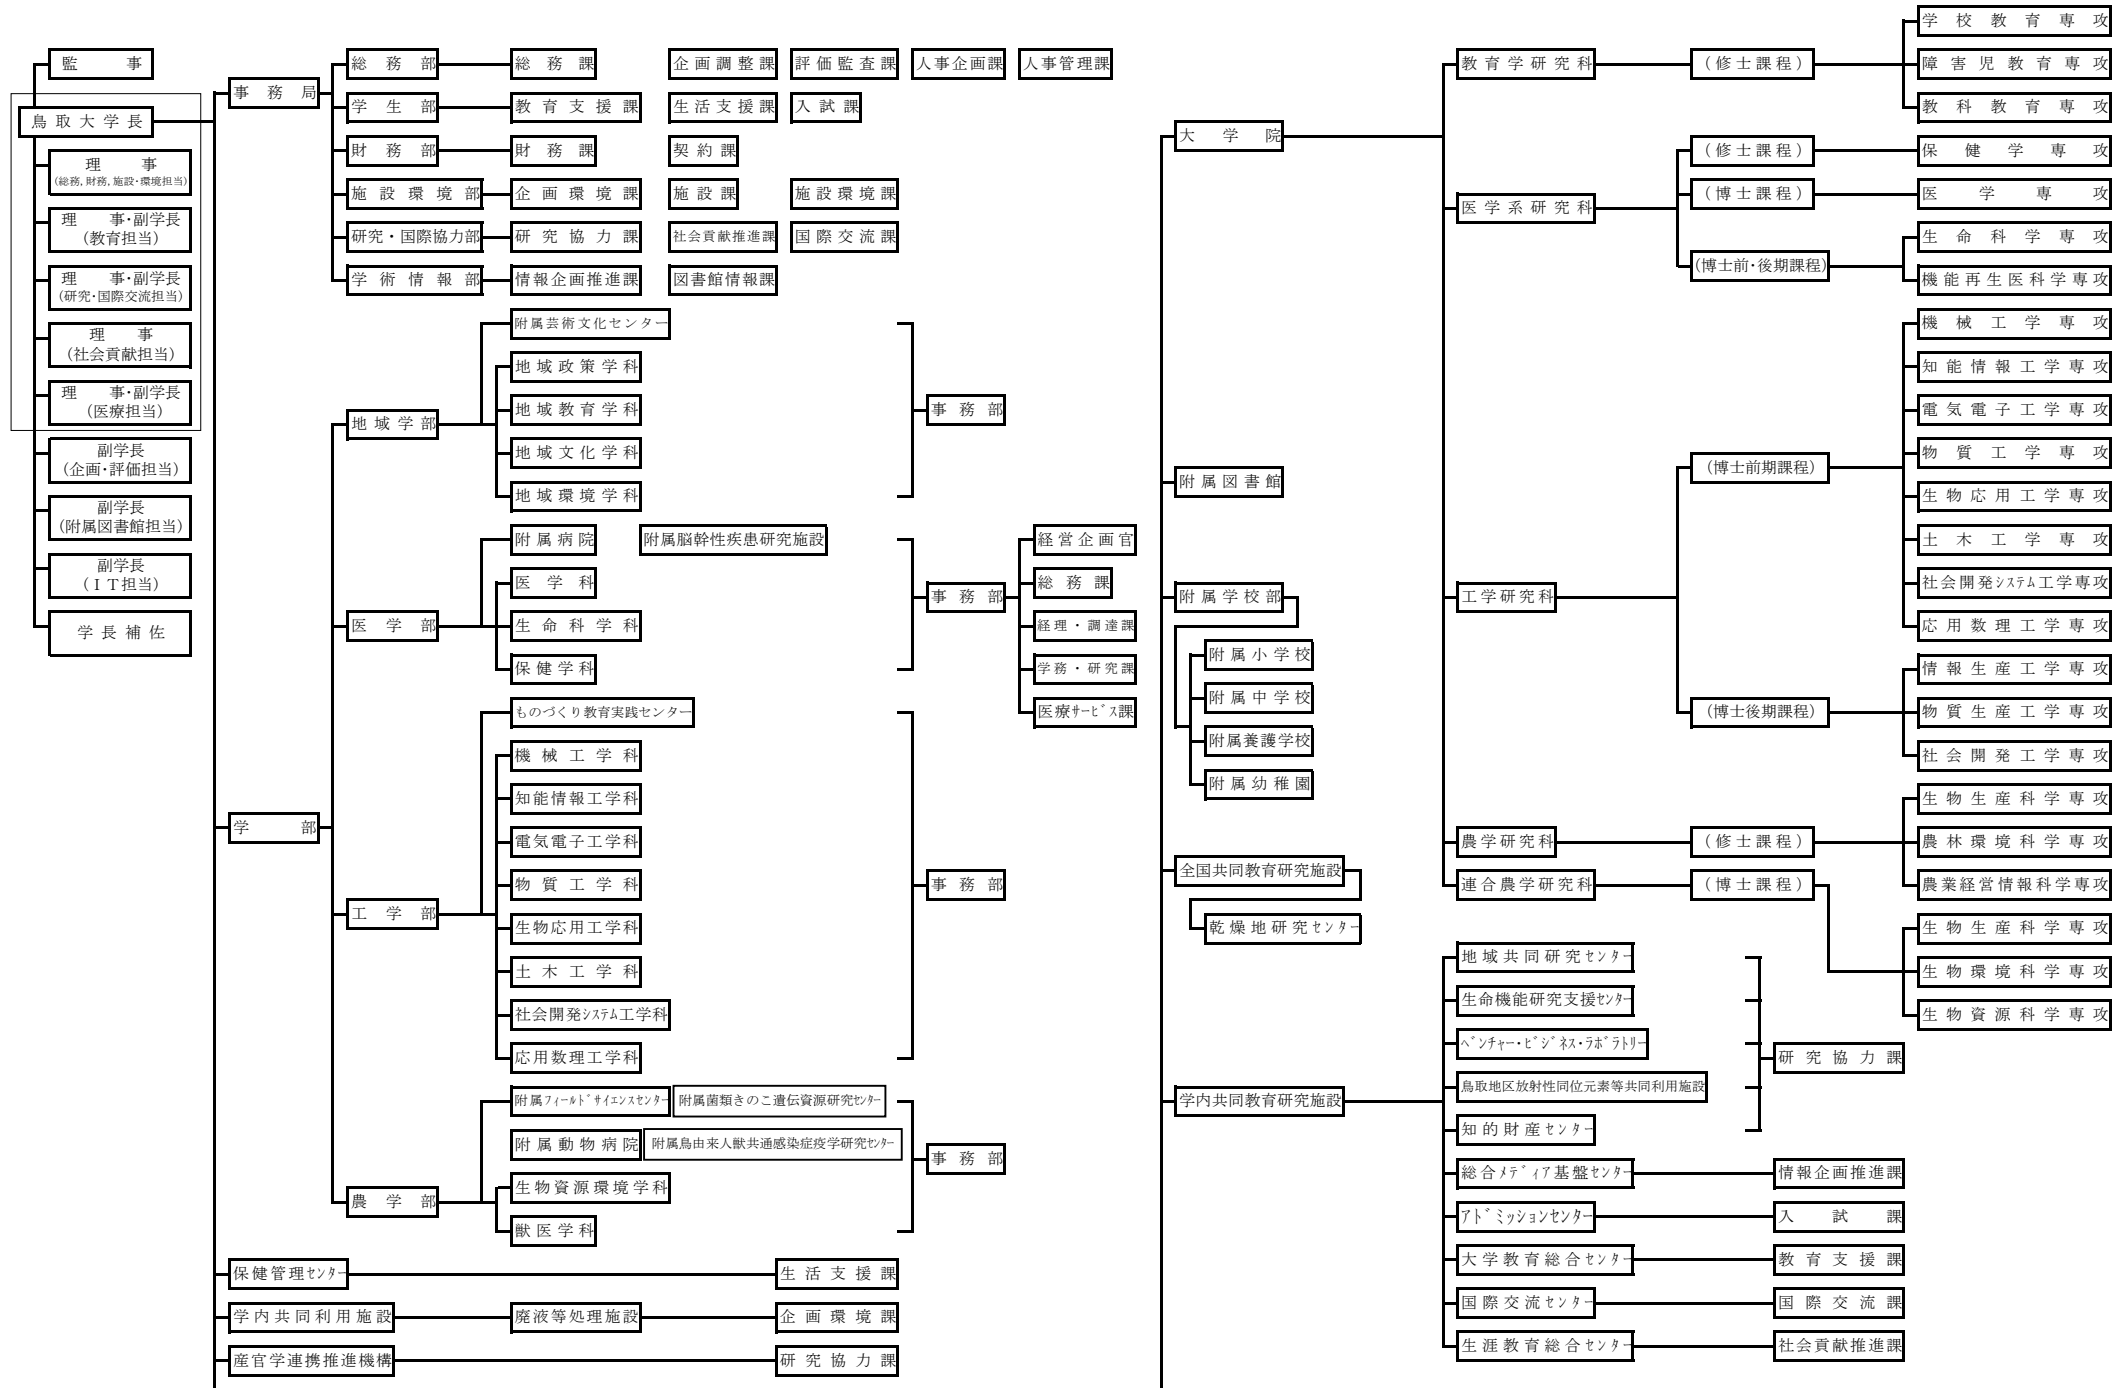 監事
鳥取大学長
理事
(総務,財務,施設・環境担当)
理事・副学長
(教育担当)
理事・副学長
(研究・国際交流担当)
理事
(社会貢献担当)
理事・副学長
(医療担当)
副学長
(企画・評価担当)
副学長
(附属図書館担当)
副学長
(IT担当)
学長補佐
事務局
総務部 総務課 企画調整課 評価監査課 人事企画課 人事管理課
学生部 教育支援課 生活支援課 入試課
財務部 財務課 契約課
施設環境部 企画環境課 施設課 施設環境課
研究・国際協力部 研究協力課 社会貢献推進課 国際交流課
学術情報部 情報企画推進課 図書館情報課
学部
地域学部
附属芸術文化センター
地域政策学科
地域教育学科
地域文化学科
地域環境学科
事務部
医学部
附属病院 附属脳幹性疾患研究施設
医学科
生命科学科
保健学科
事務部
経営企画官
総務課
経理・調達課
学務・研究課
医療サービス課
工学部
ものづくり教育実践センター
機械工学科
知能情報工学科
電気電子工学科
物質工学科
生物応用工学科
土木工学科
社会開発システム工学科
応用数理工学科
事務部
農学部
附属フィールドサイエンスセンター 附属菌類きのこ遺伝資源研究センター
附属動物病院 附属鳥由来人獣共通感染症疫学研究センター
生物資源環境学科
獣医学科
事務部
保健管理センター 生活支援課
学内共同利用施設 廃液等処理施設 企画環境課
産官学連携推進機構 研究協力課
大学院
教育学研究科 (修士課程)
学校教育専攻
障害児教育専攻
教科教育専攻
医学系研究科
(修士課程) 保健学専攻
(博士課程) 医学専攻
(博士前・後期課程)
生命科学専攻
機能再生医科学専攻
工学研究科
(博士前期課程)
機械工学専攻
知能情報工学専攻
電気電子工学専攻
物質工学専攻
生物応用工学専攻
土木工学専攻
社会開発システム工学専攻
応用数理工学専攻
(博士後期課程)
情報生産工学専攻
物質生産工学専攻
社会開発工学専攻
農学研究科 (修士課程)
生物生産科学専攻
農林環境科学専攻
農業経営情報科学専攻
連合農学研究科 (博士課程)
生物生産科学専攻
生物環境科学専攻
生物資源科学専攻
附属図書館
附属学校部
附属小学校
附属中学校
附属養護学校
附属幼稚園
全国共同教育研究施設
乾燥地研究センター
学内共同教育研究施設
地域共同研究センター
生命機能研究支援センター
ベンチャー・ビジネス・ラボラトリー
鳥取地区放射性同位元素等共同利用施設
知的財産センター
研究協力課
総合メディア基盤センター 情報企画推進課
アドミッションセンター 入試課
大学教育総合センター 教育支援課
国際交流センター 国際交流課
生涯教育総合センター 社会貢献推進課